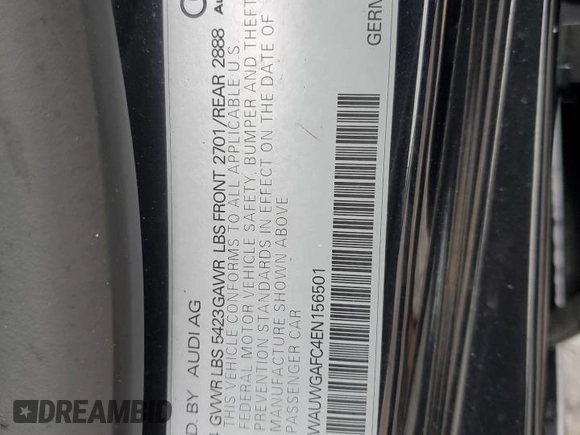 D. BY AUDI AG
GVWR LBS 5423 GAWR LBS FRONT 2701/REAR 2888
THIS VEHICLE CONFORMS TO ALL APPLICABLE U.S.
FEDERAL MOTOR VEHICLE SAFETY, BUMPER AND THEFT
PREVENTION STANDARDS IN EFFECT ON THE DATE OF
MANUFACTURE SHOWN ABOVE
PASSENGER CAR
WAUWGAFC4EN156501
DREAMBID